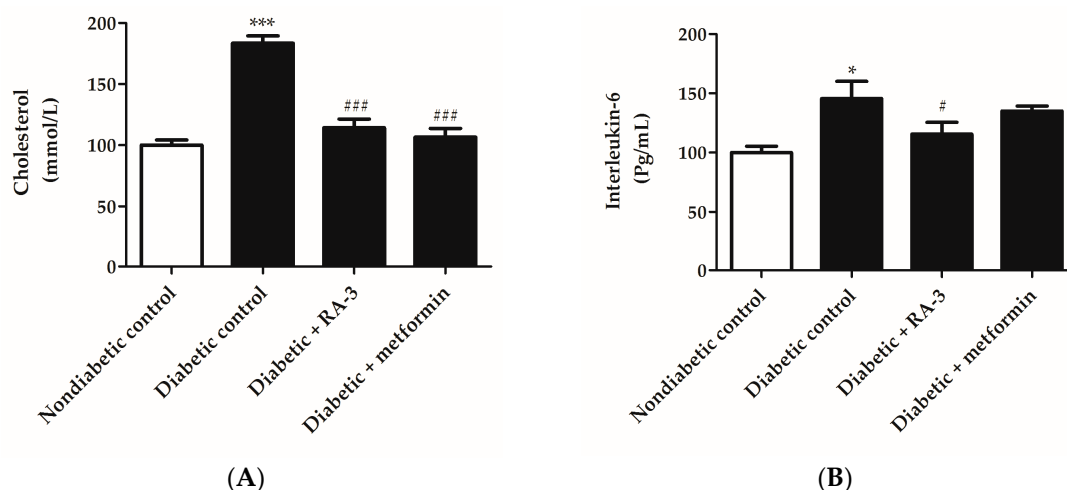 200
150
100
50
0
Cholesterol
(mmol/L)
***
###
###
Nondiabetic control
Diabetic control
Diabetic + RA-3
Diabetic + metformin
(A)
200
150
100
50
0
Interleukin-6
(Pg/mL)
*
#
Nondiabetic control
Diabetic control
Diabetic + RA-3
Diabetic + metformin
(B)